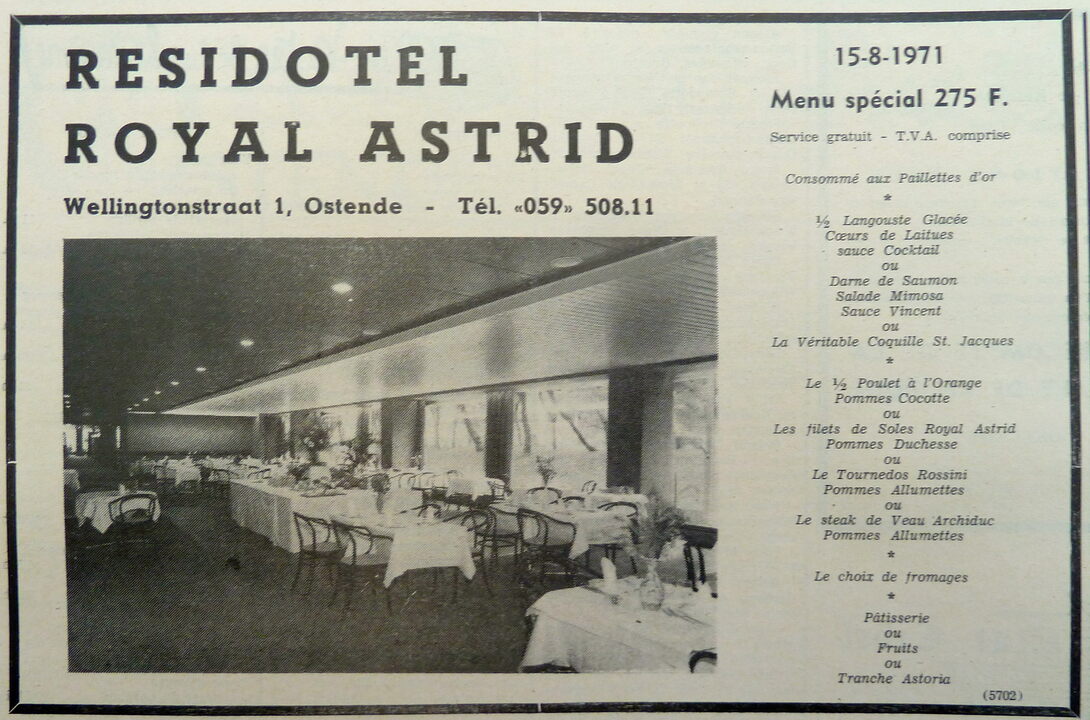 RESIDOTEL
ROYAL ASTRID
Wellingtonstraat 1, Ostende - Tél. «059» 508.11
15-8-1971
Menu spécial 275 F.
Service gratuit - T.V.A. comprise
Consommé aux Paillettes d'or
*
½ Langouste Glacée
Cœurs de Laitues
sauce Cocktail
ou
Darne de Saumon
Salade Mimosa
Sauce Vincent
ou
La Véritable Coquille St. Jacques
*
Le ½ Poulet à l'Orange
Pommes Cocotte
ou
Les filets de Soles Royal Astrid
Pommes Duchesse
ou
Le Tournedos Rossini
Pommes Allumettes
ou
Le steak de Veau Archiduc
Pommes Allumettes
*
Le choix de fromages
*
Pâtisserie
ou
Fruits
ou
Tranche Astoria
(5702)